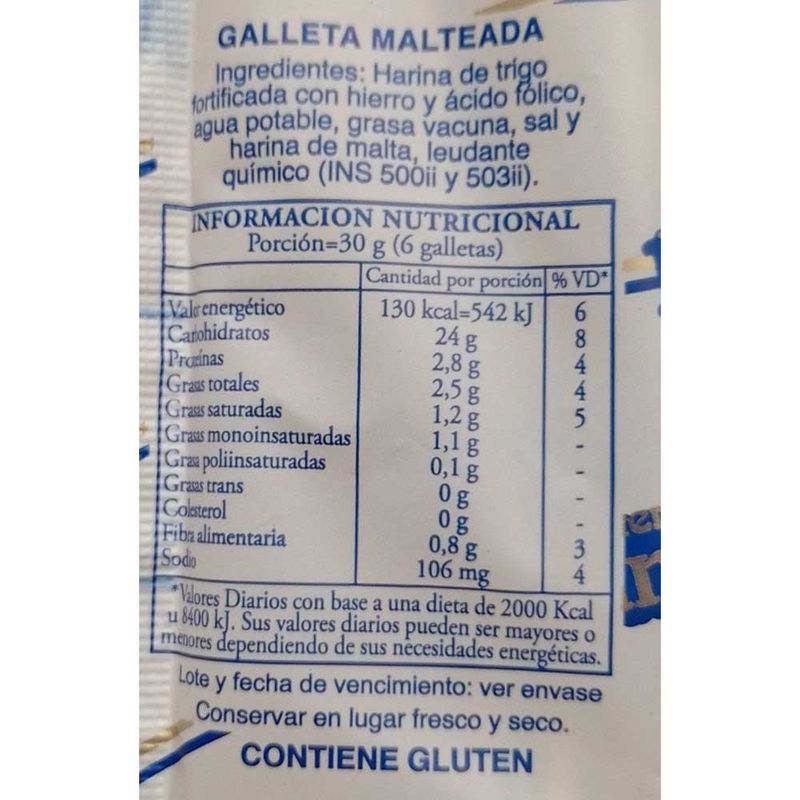 GALLETA MALTEADA
Ingredientes: Harina de trigo
fortificada con hierro y ácido fólico,
agua potable, grasa vacuna, sal y
harina de malta, leudante
químico (INS 500ii y 503ii).
INFORMACION NUTRICIONAL
Porción=30 g (6 galletas)
Cantidad por porción % VD*
Valor energético 130 kcal=542 kJ 6
Carbohidratos 24 g 8
Proteínas 2,8 g 4
Grasas totales 2,5 g 4
Grasas saturadas 1,2 g 5
Grasas monoinsaturadas 1,1 g -
Grasa poliinsaturadas 0,1 g -
Grasas trans 0 g -
Colesterol 0 g -
Fibra alimentaria 0,8 g 3
Sodio 106 mg 4
*Valores Diarios con base a una dieta de 2000 Kcal
u 8400 kJ. Sus valores diarios pueden ser mayores o
menores dependiendo de sus necesidades energéticas.
Lote y fecha de vencimiento: ver envase
Conservar en lugar fresco y seco.
CONTIENE GLUTEN